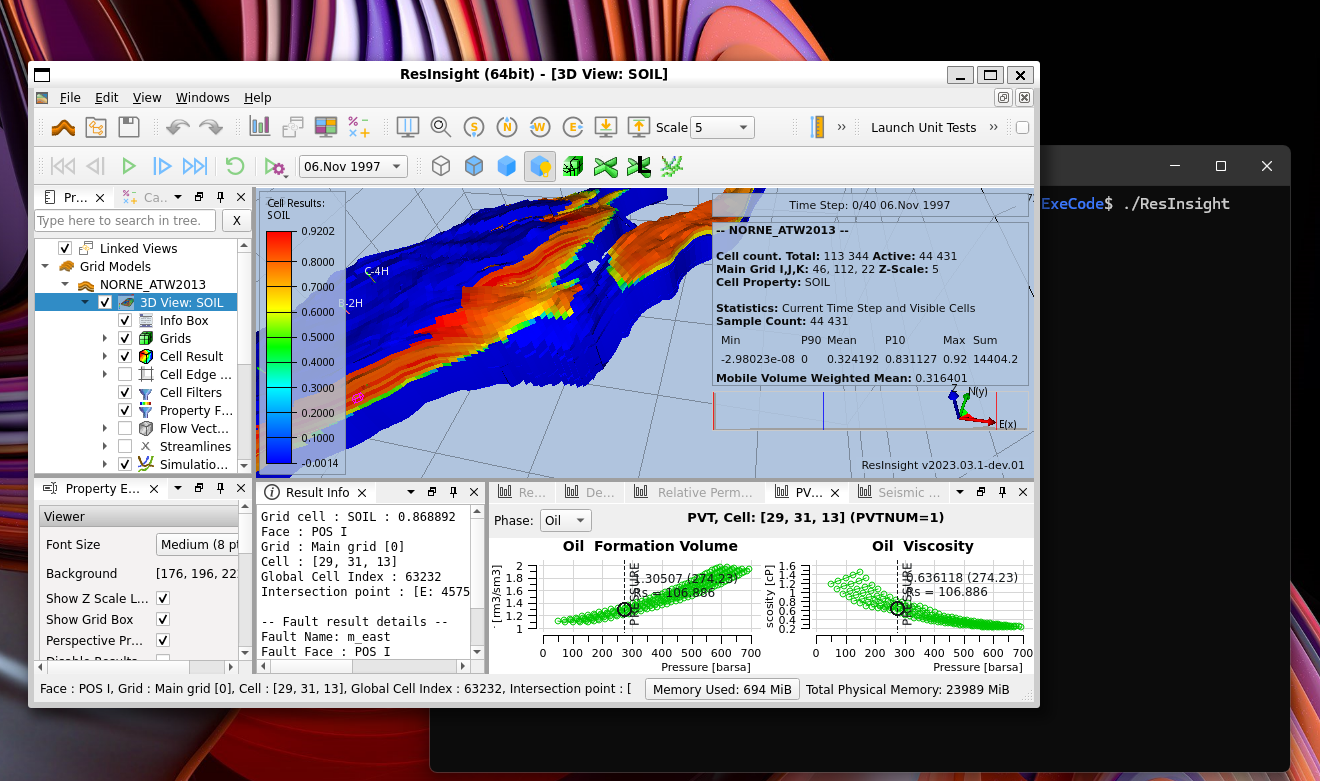 ResInsight (64bit) - [3D View: SOIL]
File Edit View Windows Help
Scale 5
Launch Unit Tests
06.Nov 1997
ExeCode$ ./ResInsight
Pr...
Ca...
Type here to search in tree.
X
Linked Views
Grid Models
NORNE_ATW2013
3D View: SOIL
Info Box
Grids
Cell Result
Cell Edge ...
Cell Filters
Property F...
Flow Vect...
Streamlines
Simulatio...
Cell Results:
SOIL
0.9202
0.8000
0.7000
0.6000
0.5000
0.4000
0.3000
0.2000
0.1000
-0.0014
C-4H
B-2H
Time Step: 0/40 06.Nov 1997
-- NORNE_ATW2013 --
Cell count. Total: 113 344 Active: 44 431
Main Grid I,J,K: 46, 112, 22 Z-Scale: 5
Cell Property: SOIL
Statistics: Current Time Step and Visible Cells
Sample Count: 44 431
Min P90 Mean P10 Max Sum
-2.98023e-08 0 0.324192 0.831127 0.92 14404.2
Mobile Volume Weighted Mean: 0.316401
Z
N(y)
E(x)
ResInsight v2023.03.1-dev.01
Property E...
Viewer
Font Size Medium (8 pt
Background [176, 196, 22
Show Z Scale L...
Show Grid Box
Perspective Pr...
Disable Results
Result Info
Grid cell : SOIL : 0.868892
Face : POS I
Grid : Main grid [0]
Cell : [29, 31, 13]
Global Cell Index : 63232
Intersection point : [E: 4575
-- Fault result details --
Fault Name: m_east
Fault Face : POS I
Re...
De...
Relative Perm...
PV...
Seismic ...
Phase: Oil
PVT, Cell: [29, 31, 13] (PVTNUM=1)
Oil Formation Volume
[rm3/sm3]
2
1.8
1.6
1.4
1.2
1
PRESSURE
1.30507 (274.23)
Rs = 106.886
0 100 200 300 400 500 600 700
Pressure [barsa]
Oil Viscosity
scosity [cP]
1.6
1.4
1.2
1
0.8
0.6
0.4
0.2
PRESSURE
0.636118 (274.23)
Rs = 106.886
0 100 200 300 400 500 600 700
Pressure [barsa]
Face : POS I, Grid : Main grid [0], Cell : [29, 31, 13], Global Cell Index : 63232, Intersection point : [
Memory Used: 694 MiB
Total Physical Memory: 23989 MiB